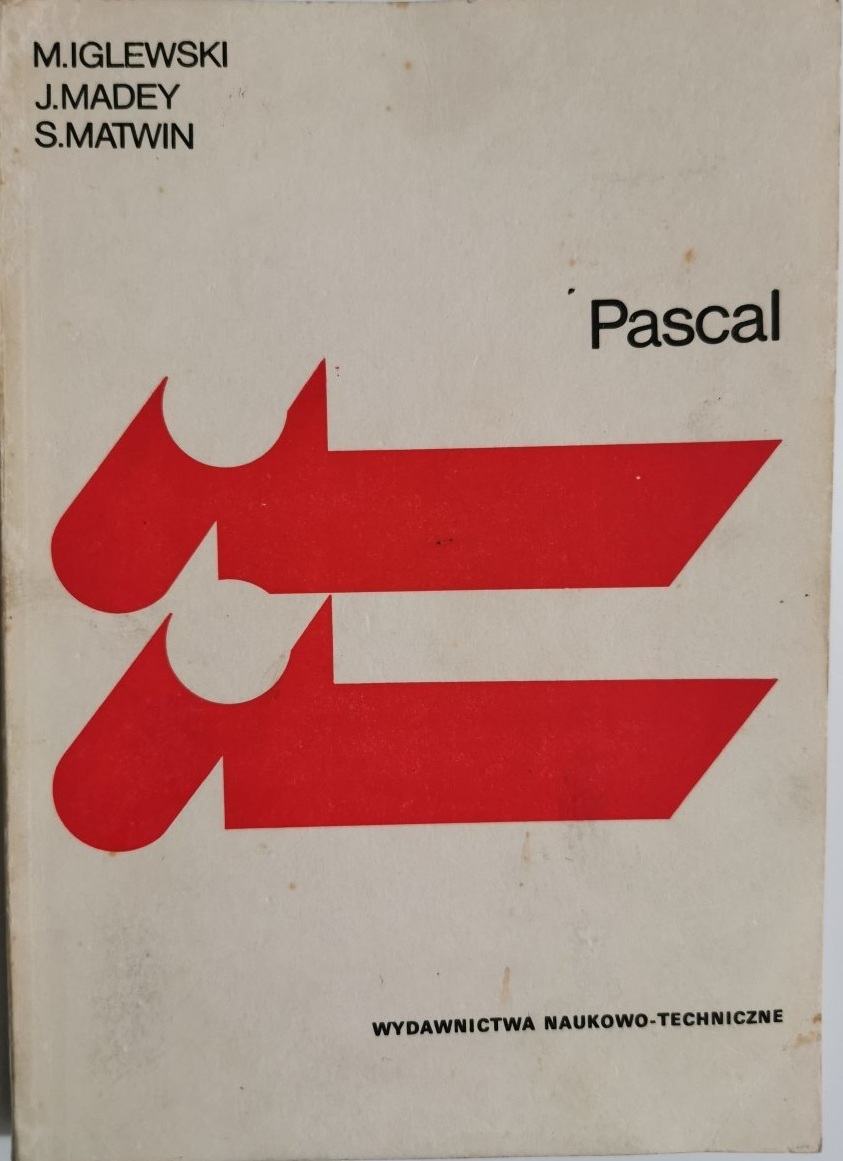 M.IGLEWSKI
J.MADEY
S.MATWIN
Pascal
WYDAWNICTWA NAUKOWO-TECHNICZNE